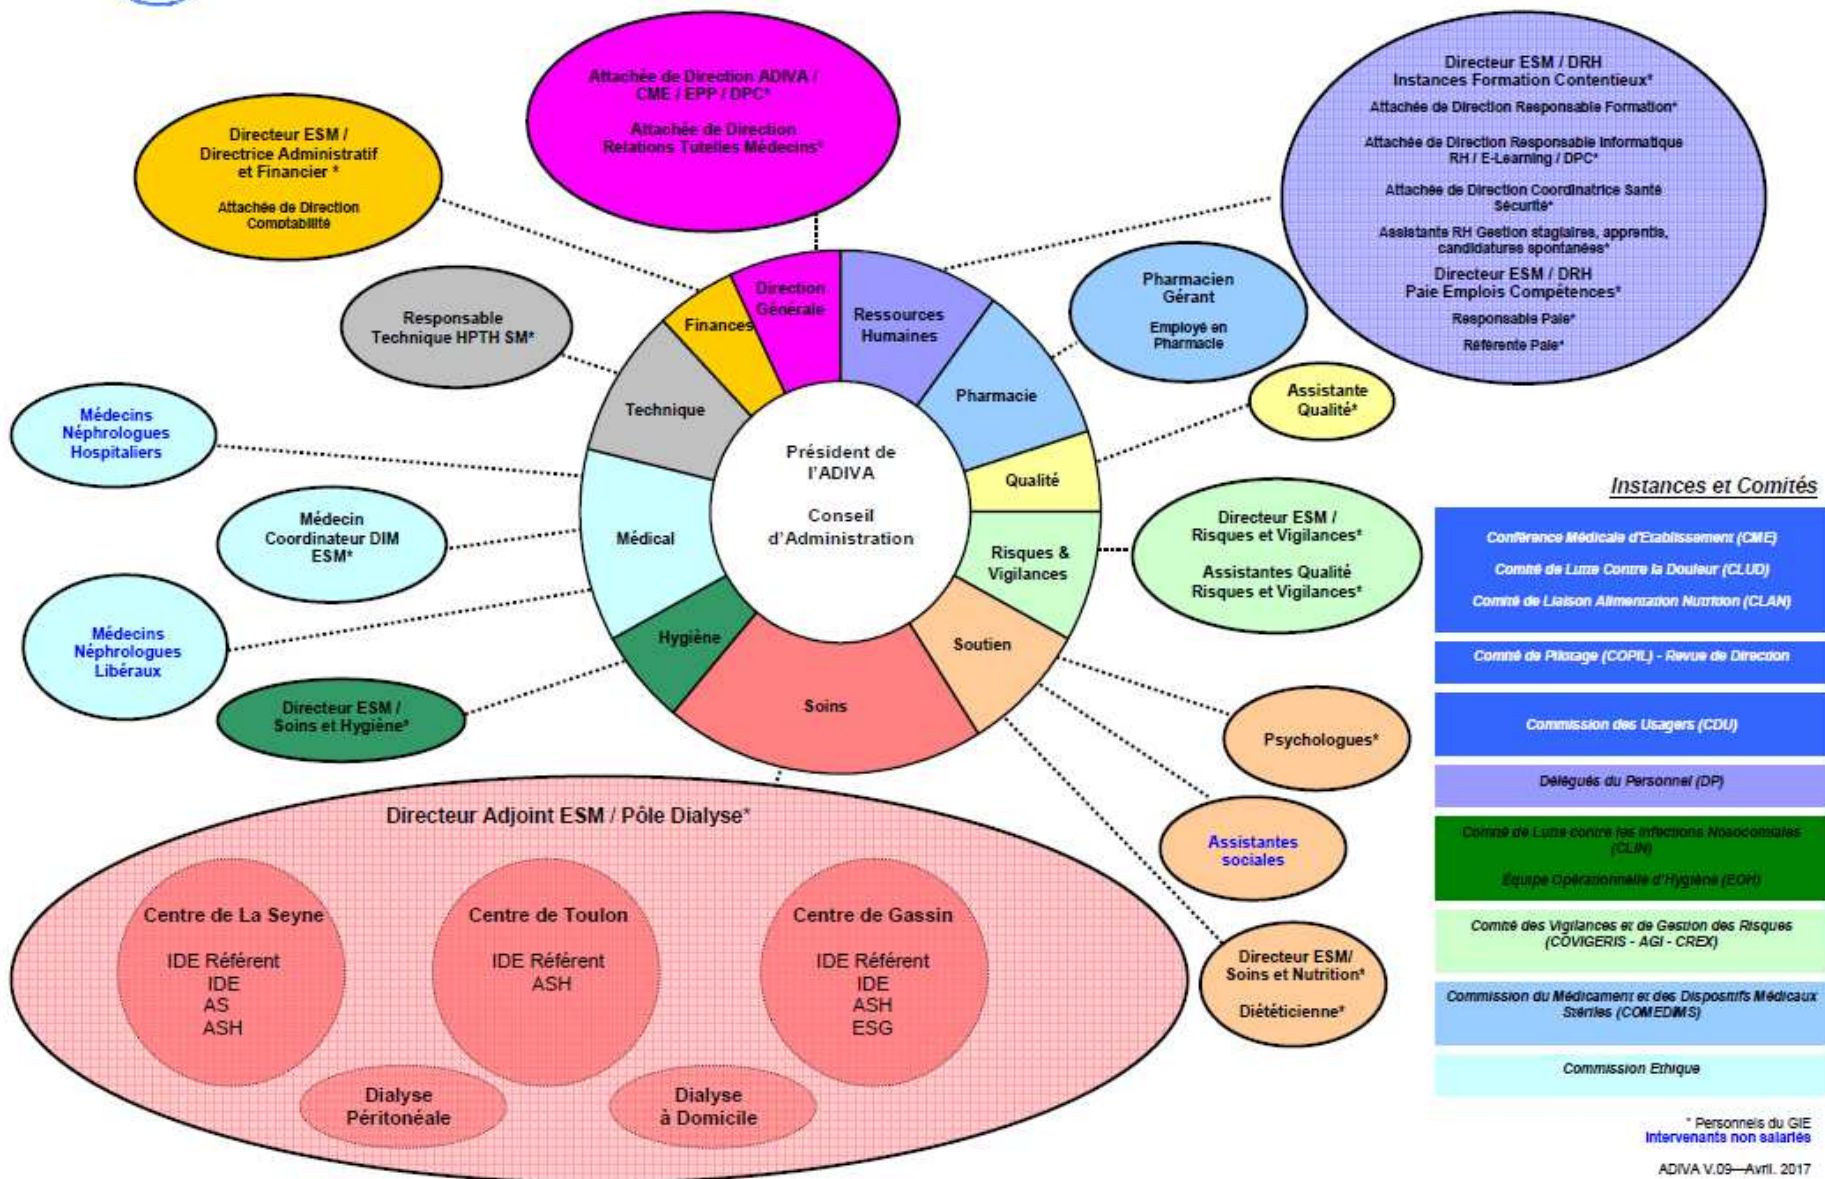 Attachée de Direction ADIVA /
CME / EPP / DPC*
Attachée de Direction
Relations Tutelles Médecins*
Directeur ESM /
Directrice Administratif
et Financier *
Attachée de Direction
Comptabilité
Directeur ESM / DRH
Instances Formation Contentieux*
Attachée de Direction Responsable Formation*
Attachée de Direction Responsable Informatique
RH / E-Learning / DPC*
Attachée de Direction Coordinatrice Santé
Sécurité*
Assistante RH Gestion stagiaires, apprentis,
candidatures spontanées*
Directeur ESM / DRH
Paie Emplois Compétences*
Responsable Paie*
Référente Paie*
Responsable
Technique HPTH SM*
Pharmacien
Gérant
Employé en
Pharmacie
Assistante
Qualité*
Médecins
Néphrologues
Hospitaliers
Médecin
Coordinateur DIM
ESM*
Médecins
Néphrologues
Libéraux
Directeur ESM /
Soins et Hygiène*
Directeur ESM /
Risques et Vigilances*
Assistantes Qualité
Risques et Vigilances*
Direction
Générale
Ressources
Humaines
Finances
Pharmacie
Technique
Qualité
Médical
Risques &
Vigilances
Hygiène
Soutien
Soins
Président de
l'ADIVA
Conseil
d'Administration
Psychologues*
Assistantes
sociales
Directeur ESM/
Soins et Nutrition*
Diététicienne*
Directeur Adjoint ESM / Pôle Dialyse*
Centre de La Seyne
IDE Référent
IDE
AS
ASH
Centre de Toulon
IDE Référent
ASH
Centre de Gassin
IDE Référent
IDE
ASH
ESG
Dialyse
Péritonéale
Dialyse
à Domicile
Instances et Comités
Conférence Médicale d'Etablissement (CME)
Comité de Lutte Contre la Douleur (CLUD)
Comité de Liaison Alimentation Nutrition (CLAN)
Comité de Pilotage (COPIL) - Revue de Direction
Commission des Usagers (CDU)
Délégués du Personnel (DP)
Comité de Lutte contre les Infections Nosocomiales
(CLIN)
Equipe Opérationnelle d'Hygiène (EOH)
Comité des Vigilances et de Gestion des Risques
(COVIGERIS - AGI - CREX)
Commission du Médicament et des Dispositifs Médicaux
Stériles (COMEDIMS)
Commission Ethique
* Personnels du GIE
Intervenants non salariés
ADIVA V.09—Avril. 2017